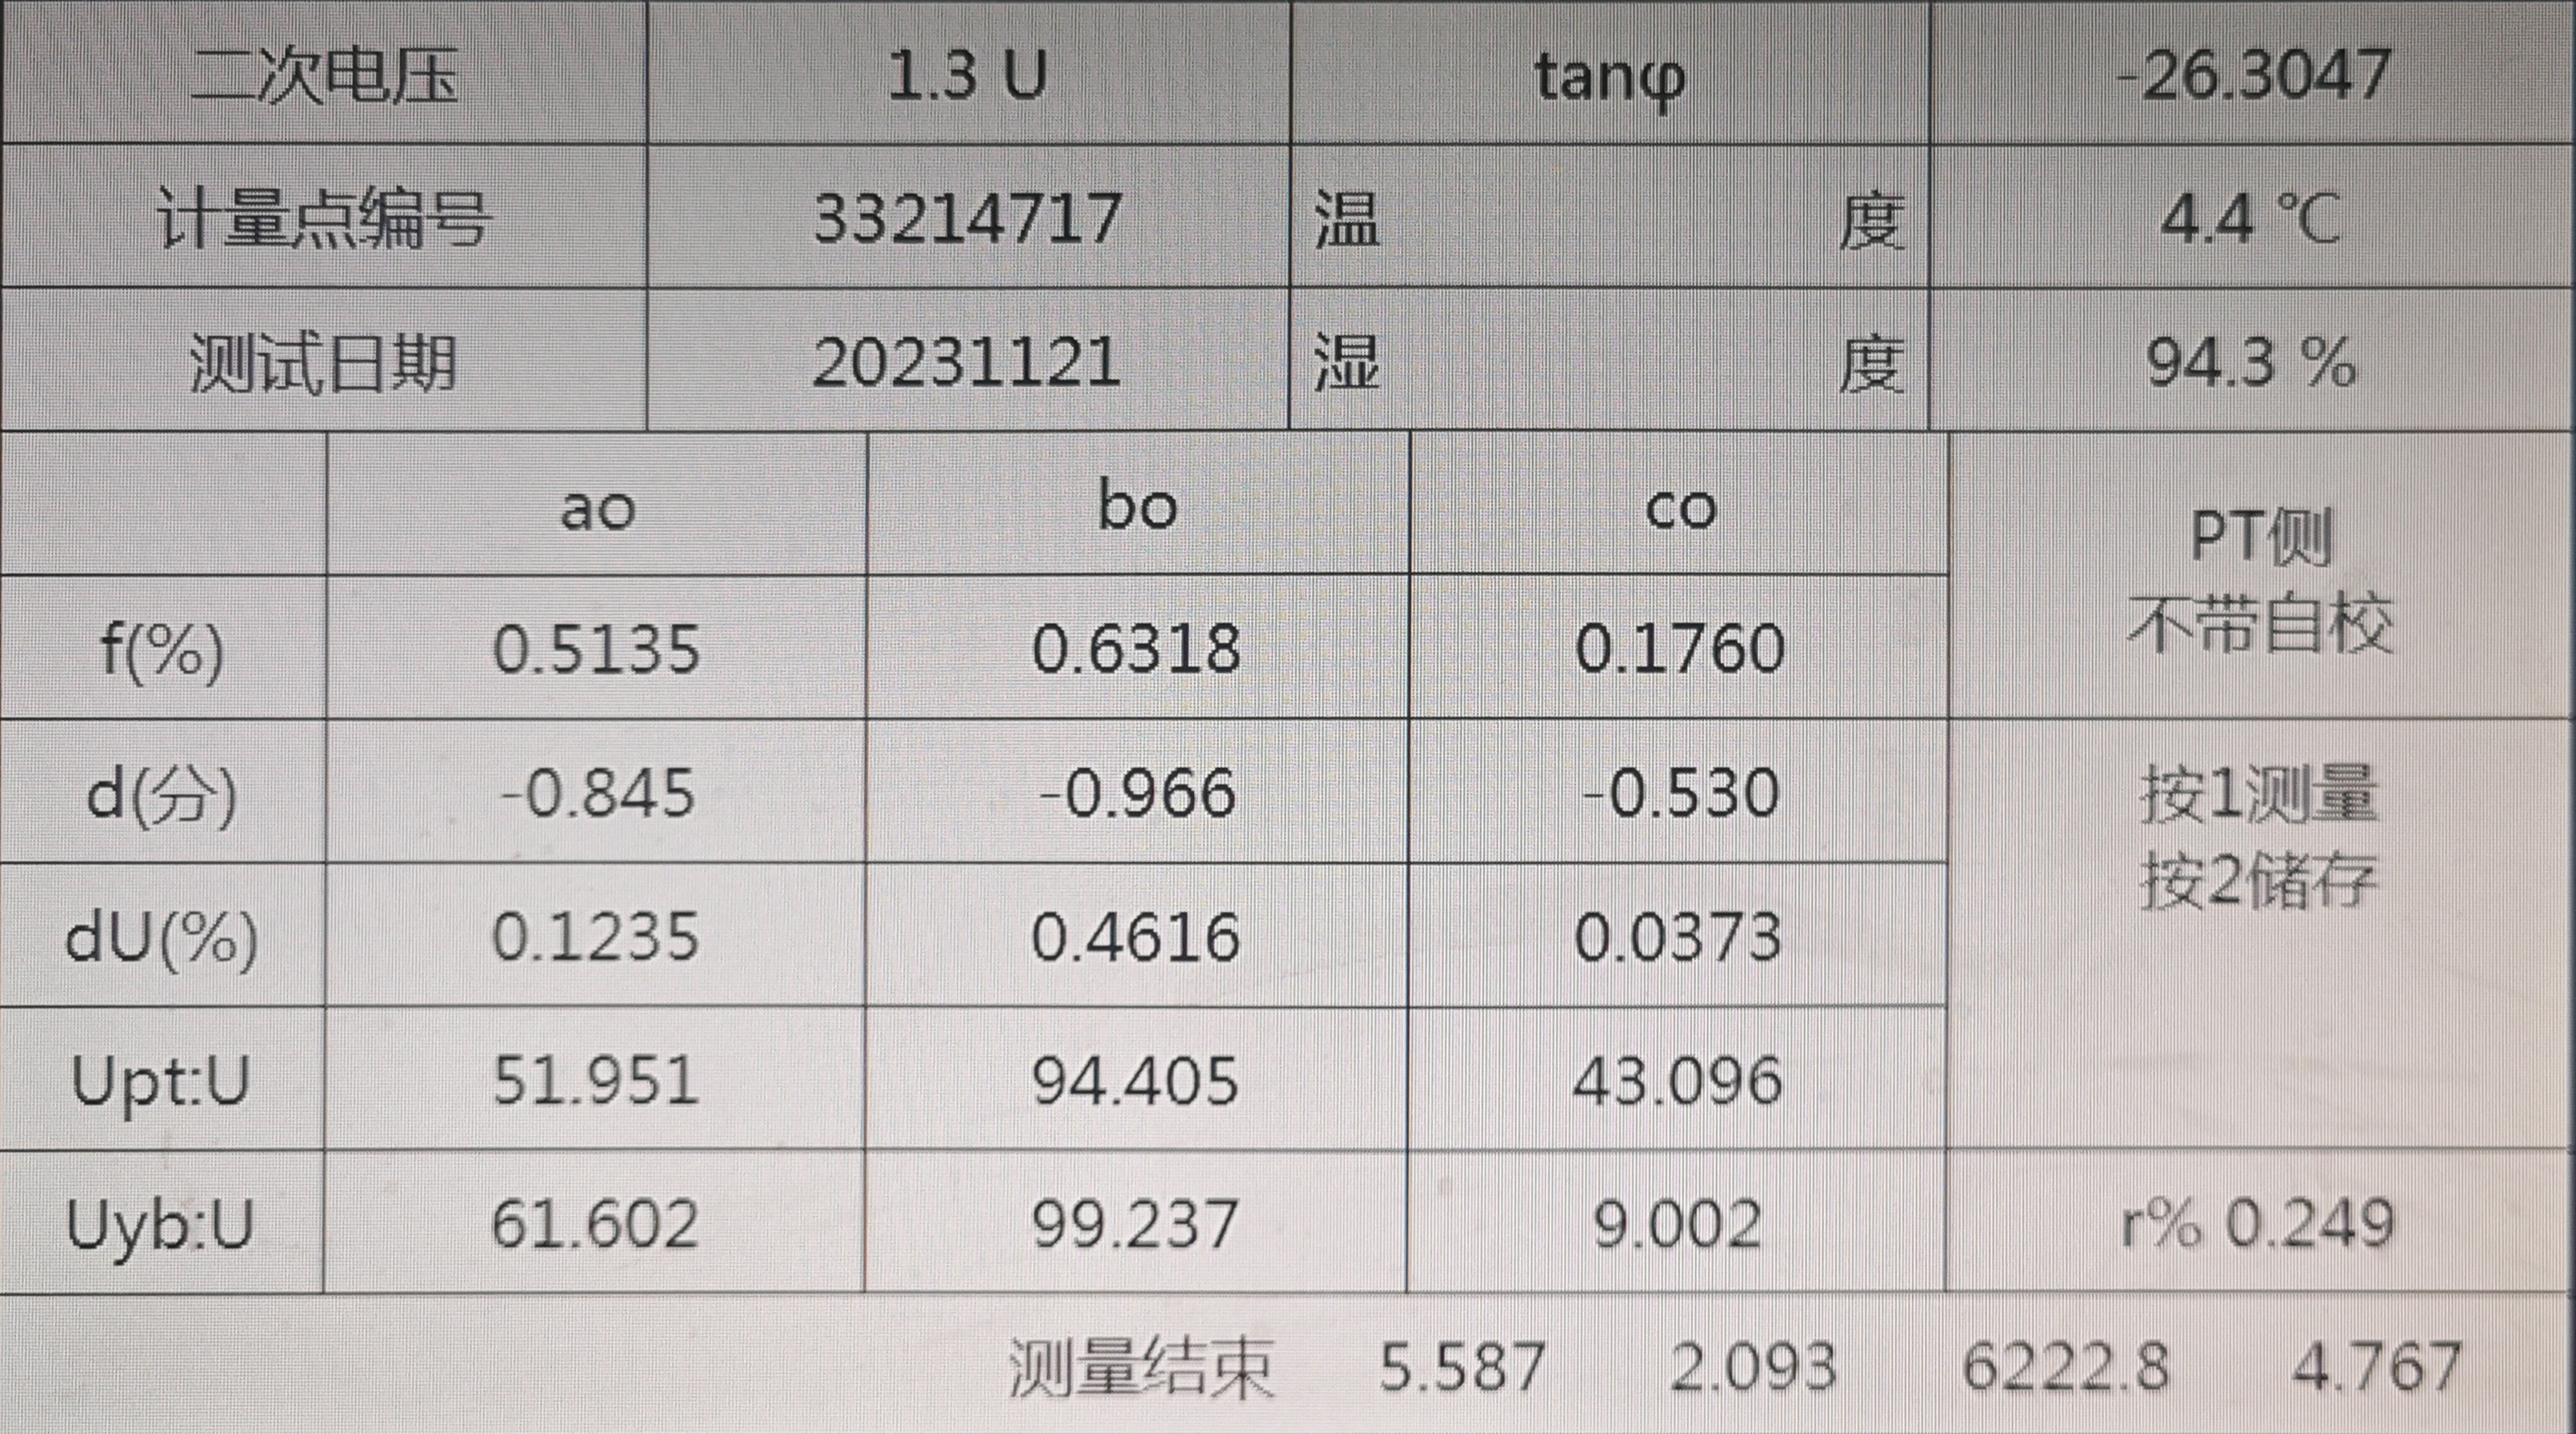 二次电压 1.3 U tanφ -26.3047
计量点编号 33214717 温 度 4.4 ℃
测试日期 20231121 湿 度 94.3 %
ao bo co PT侧
不带自校
f(%) 0.5135 0.6318 0.1760
d(分) -0.845 -0.966 -0.530 按1测量
按2储存
dU(%) 0.1235 0.4616 0.0373
Upt:U 51.951 94.405 43.096
Uyb:U 61.602 99.237 9.002 r% 0.249
测量结束 5.587 2.093 6222.8 4.767